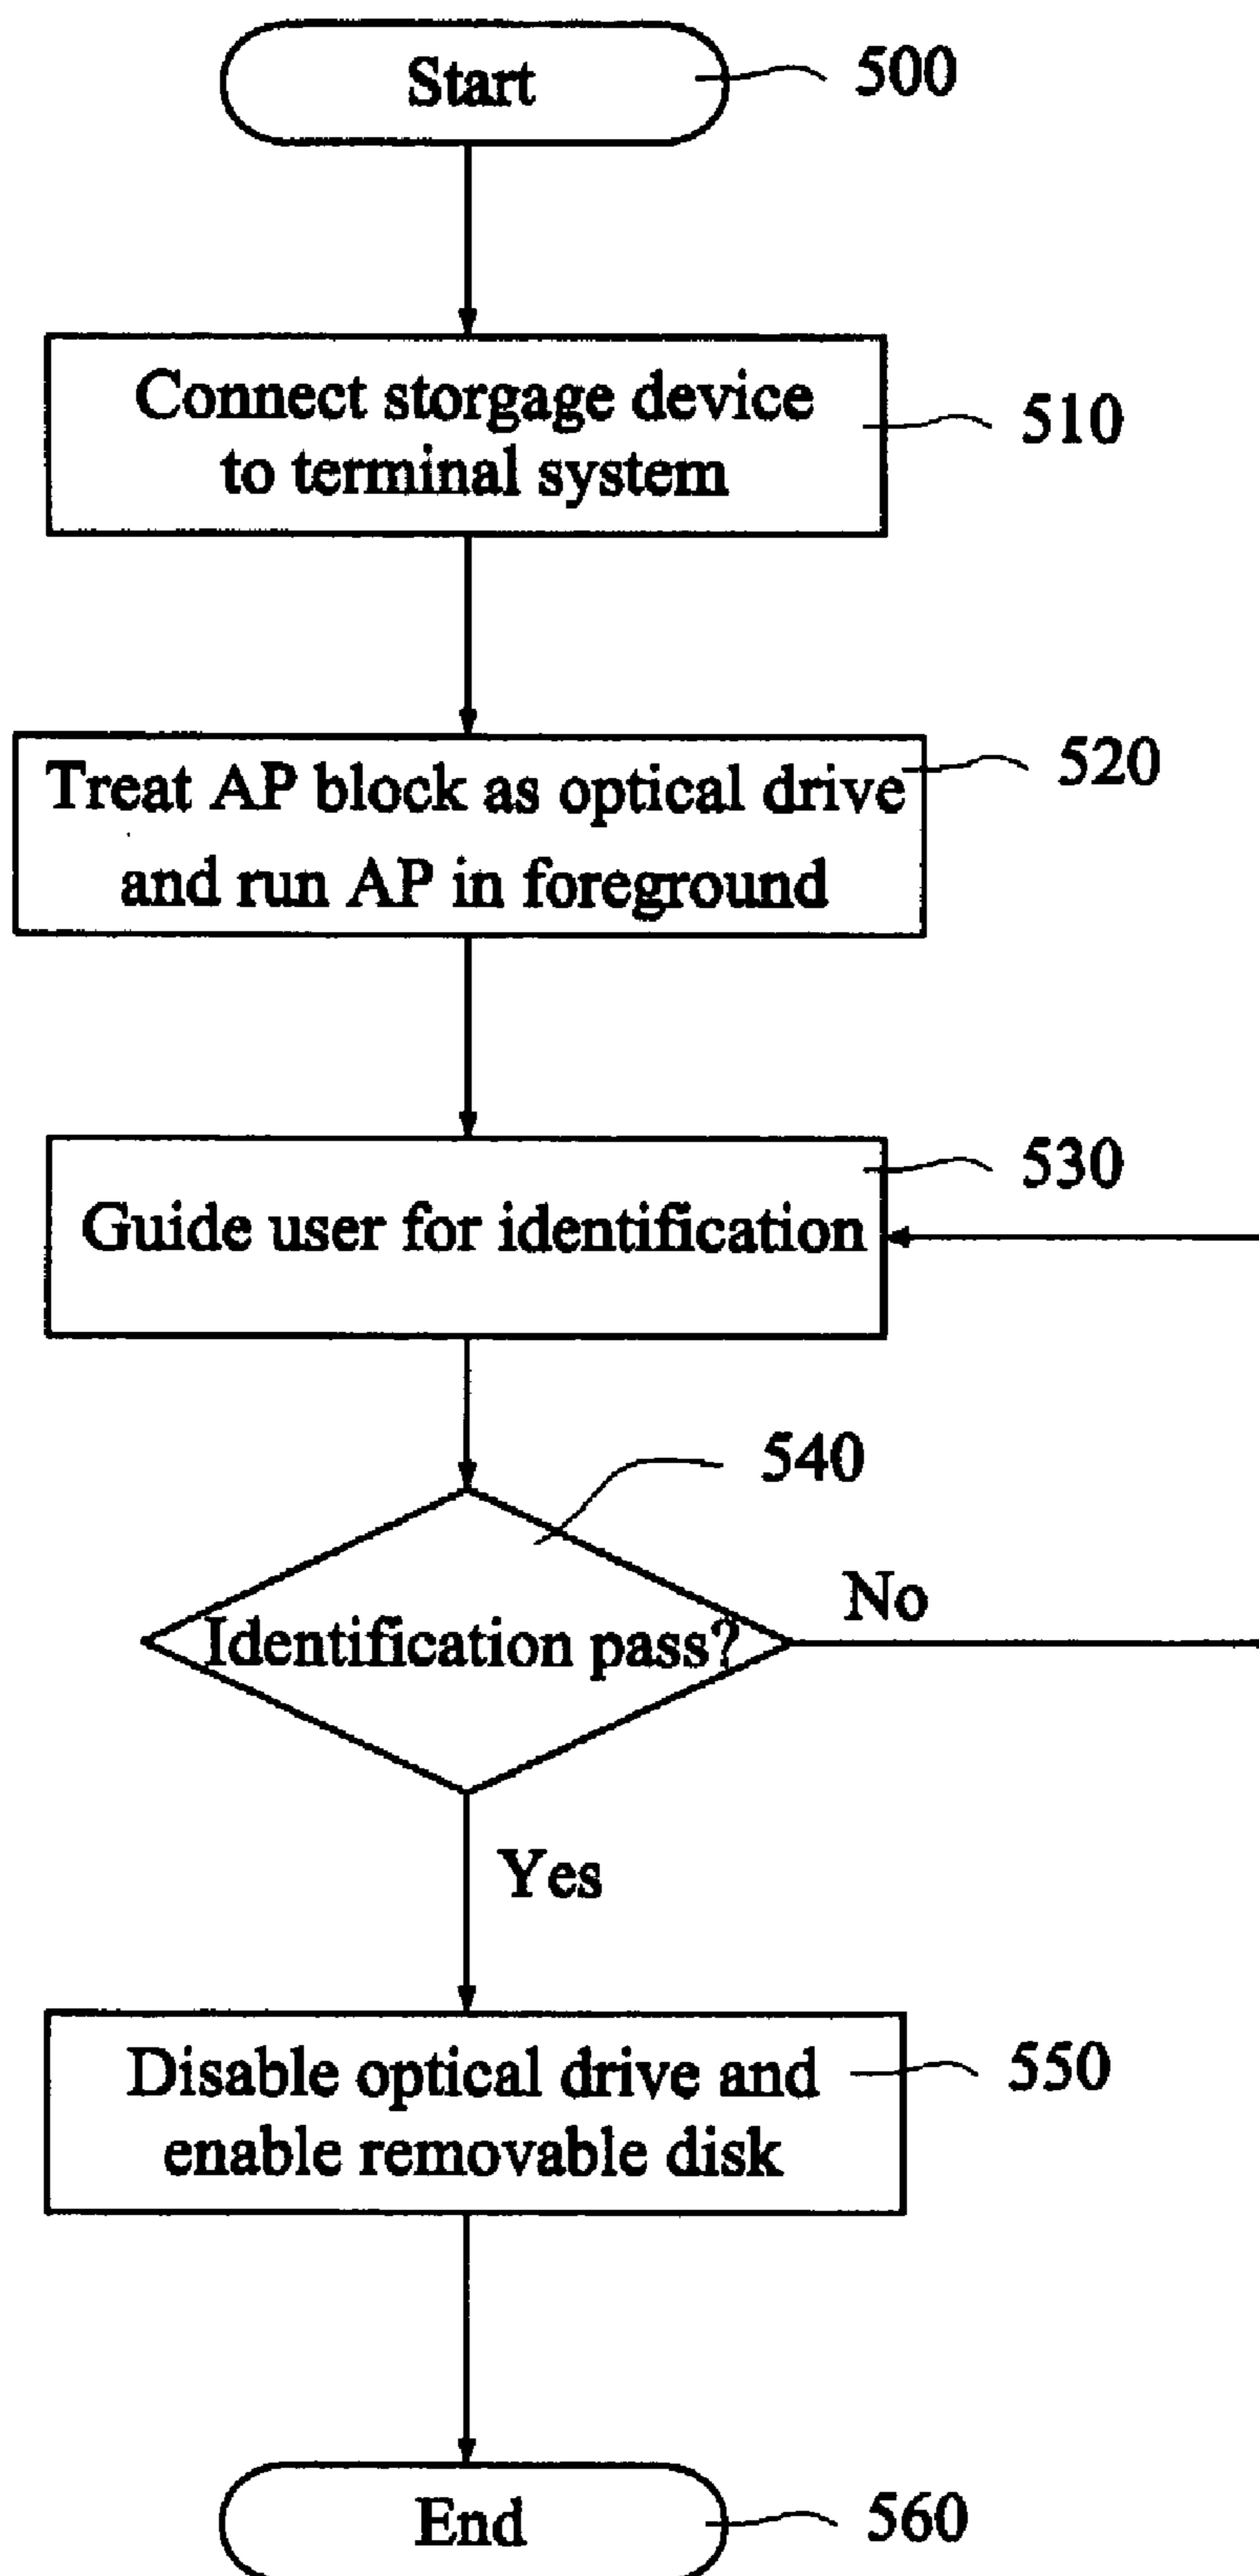 Start
500
Connect storgage device
to terminal system
510
Treat AP block as optical drive
and run AP in foreground
520
Guide user for identification
530
Identification pass?
540
No
Yes
Disable optical drive and
enable removable disk
550
End
560